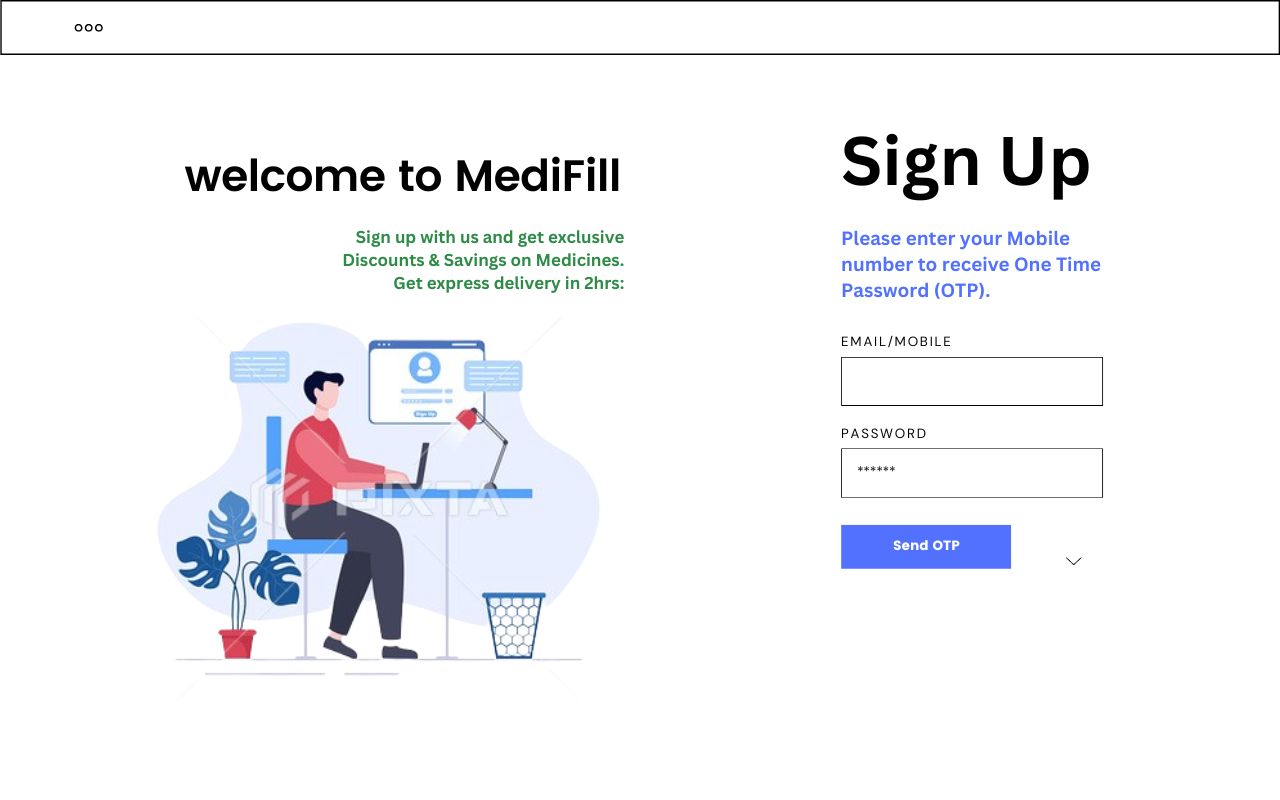 welcome to MediFill
Sign up with us and get exclusive
Discounts & Savings on Medicines.
Get express delivery in 2hrs:
Sign Up
PIXTA
Sign Up
Please enter your Mobile
number to receive One Time
Password (OTP).
EMAIL/MOBILE
PASSWORD
******
Send OTP